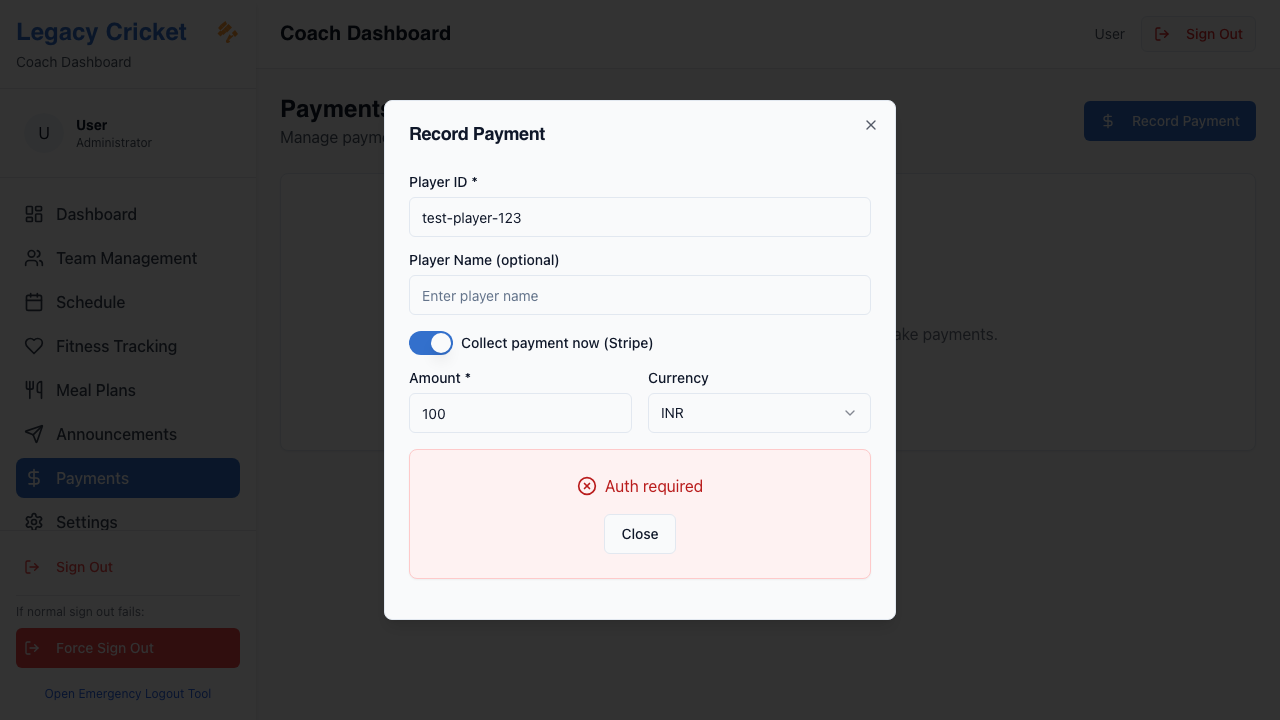 Legacy Cricket
Coach Dashboard
U
User
Administrator
Dashboard
Team Management
Schedule
Fitness Tracking
Meal Plans
Announcements
Payments
Settings
Sign Out
If normal sign out fails:
Force Sign Out
Open Emergency Logout Tool
Coach Dashboard
User
Sign Out
Payments
Manage payme
Record Payment
ake payments.
Record Payment
Player ID *
test-player-123
Player Name (optional)
Enter player name
Collect payment now (Stripe)
Amount *
Currency
100
INR
Auth required
Close